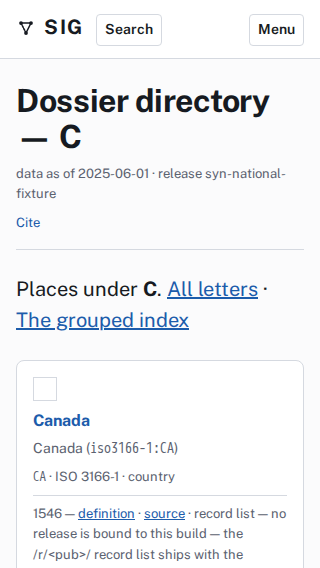 SIG
Search
Menu
Dossier directory
— C
data as of 2025-06-01 · release syn-national-
fixture
Cite
Places under C. All letters ·
The grouped index
Canada
Canada (iso3166-1:CA)
CA · ISO 3166-1 · country
1546 — definition · source · record list — no
release is bound to this build — the
/r/<pub>/ record list ships with the